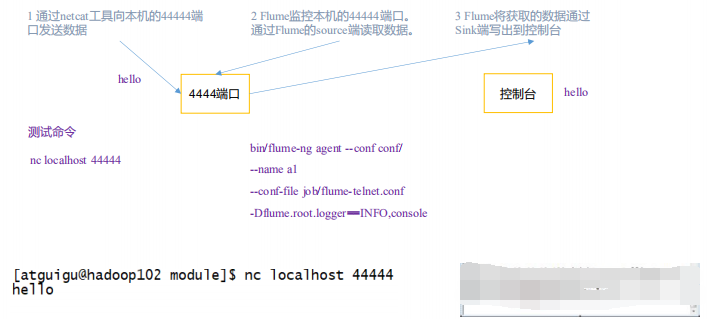 1 通过netcat工具向本机的44444端
口发送数据
2 Flume监控本机的44444端口。
通过Flume的source端读取数据。
3 Flume将获取的数据通过
Sink端写出到控制台
hello
4444端口
控制台
hello
测试命令
nc localhost 44444
bin/flume-ng agent --conf conf/
--name a1
--conf-file job/flume-telnet.conf
-Dflume.root.logger==INFO,console
[atguigu@hadoop102 module]$ nc localhost 44444
hello